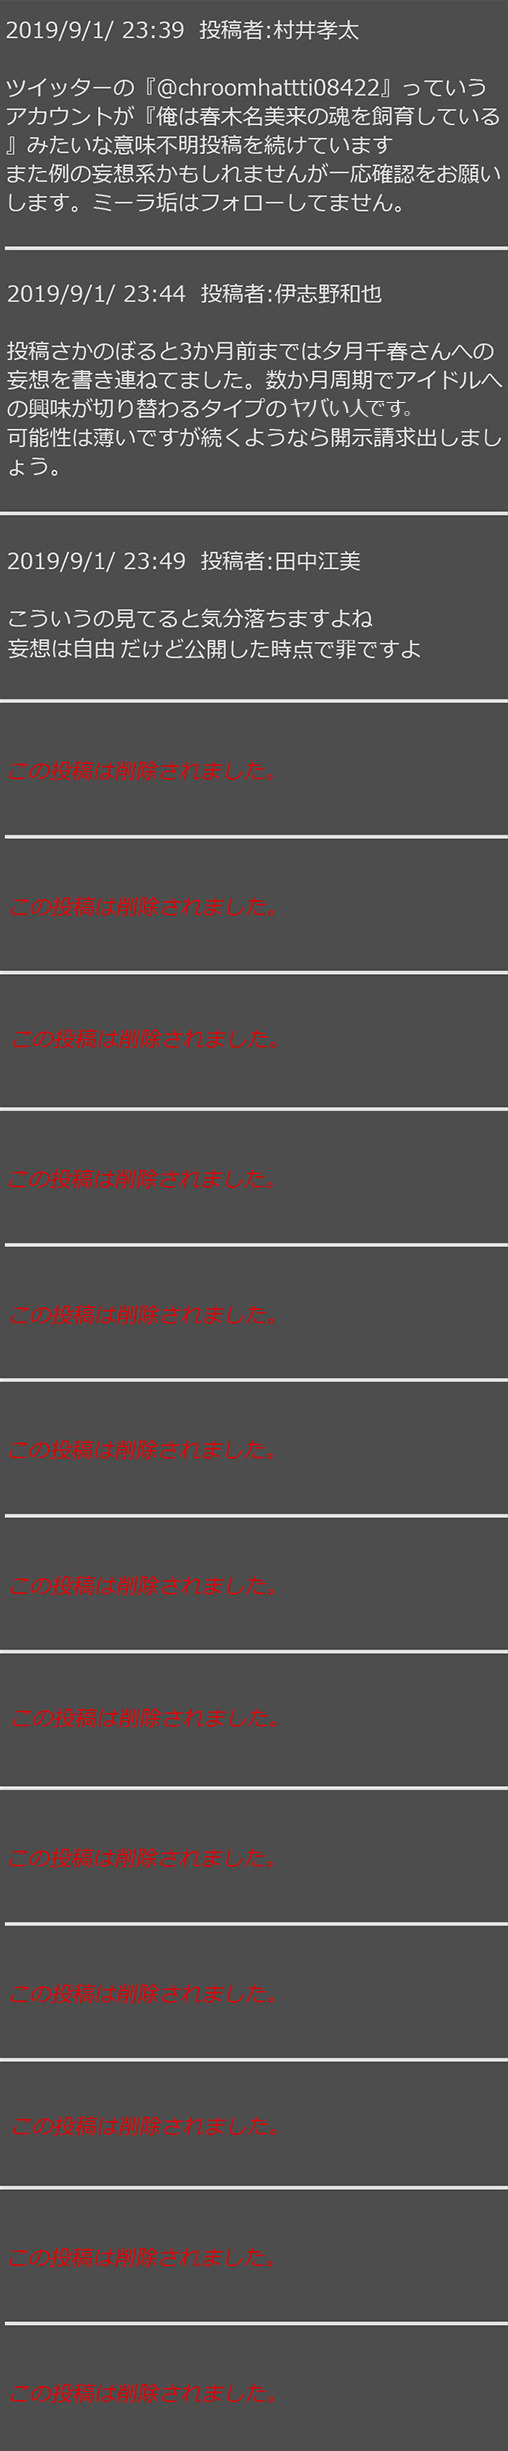 2019/9/1/ 23:39 投稿者:村井孝太
ツイッターの『@chroomhattti08422』っていう
アカウントが『俺は春木名美来の魂を飼育している
』みたいな意味不明投稿を続けています
また例の妄想系かもしれませんが一応確認をお願い
します。ミーラ垢はフォローしてません。
2019/9/1/ 23:44 投稿者:伊志野和也
投稿さかのぼると3か月前までは夕月千春さんへの
妄想を書き連ねてました。数か月周期でアイドルへ
の興味が切り替わるタイプのヤバい人です。
可能性は薄いですが続くようなら開示請求出しまし
ょう。
2019/9/1/ 23:49 投稿者:田中江美
こういうの見てると気分落ちますよね
妄想は自由だけど公開した時点で罪ですよ
この投稿は削除されました。
この投稿は削除されました。
この投稿は削除されました。
この投稿は削除されました。
この投稿は削除されました。
この投稿は削除されました。
この投稿は削除されました。
この投稿は削除されました。
この投稿は削除されました。
この投稿は削除されました。
この投稿は削除されました。
この投稿は削除されました。
この投稿は削除されました。